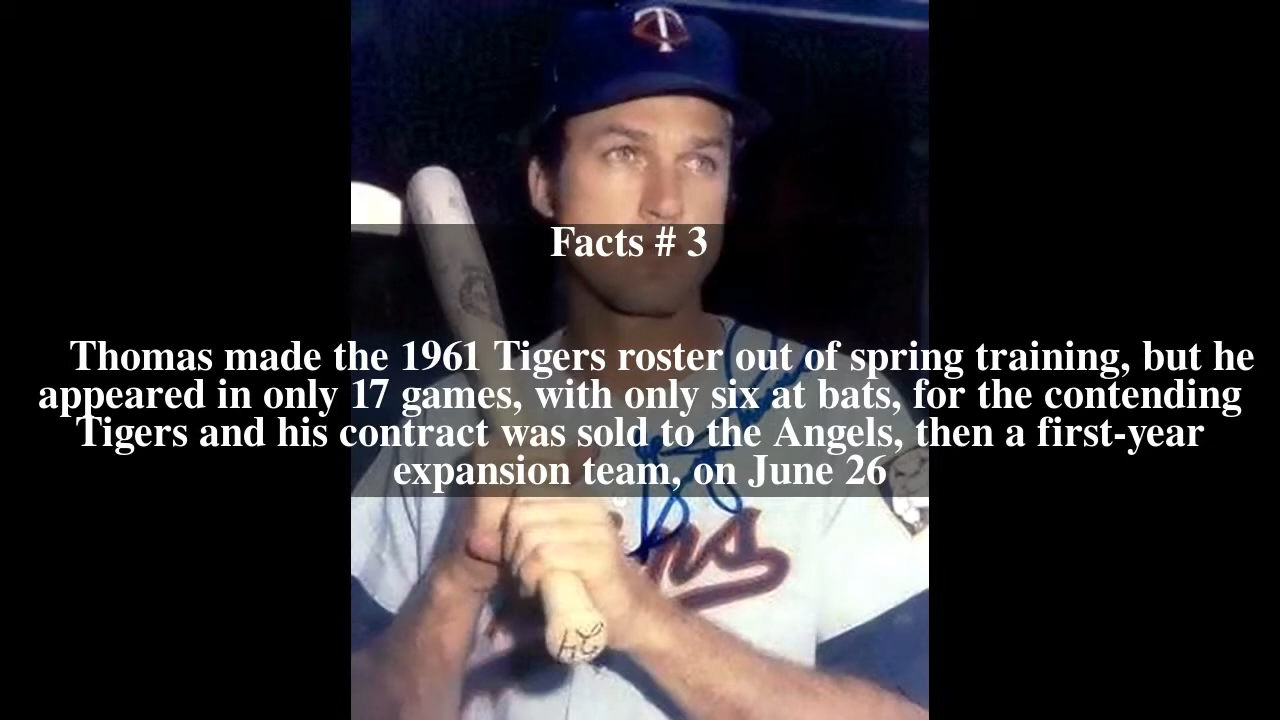 T
Facts # 3
Thomas made the 1961 Tigers roster out of spring training, but he
appeared in only 17 games, with only six at bats, for the contending
Tigers and his contract was sold to the Angels, then a first-year
expansion team, on June 26